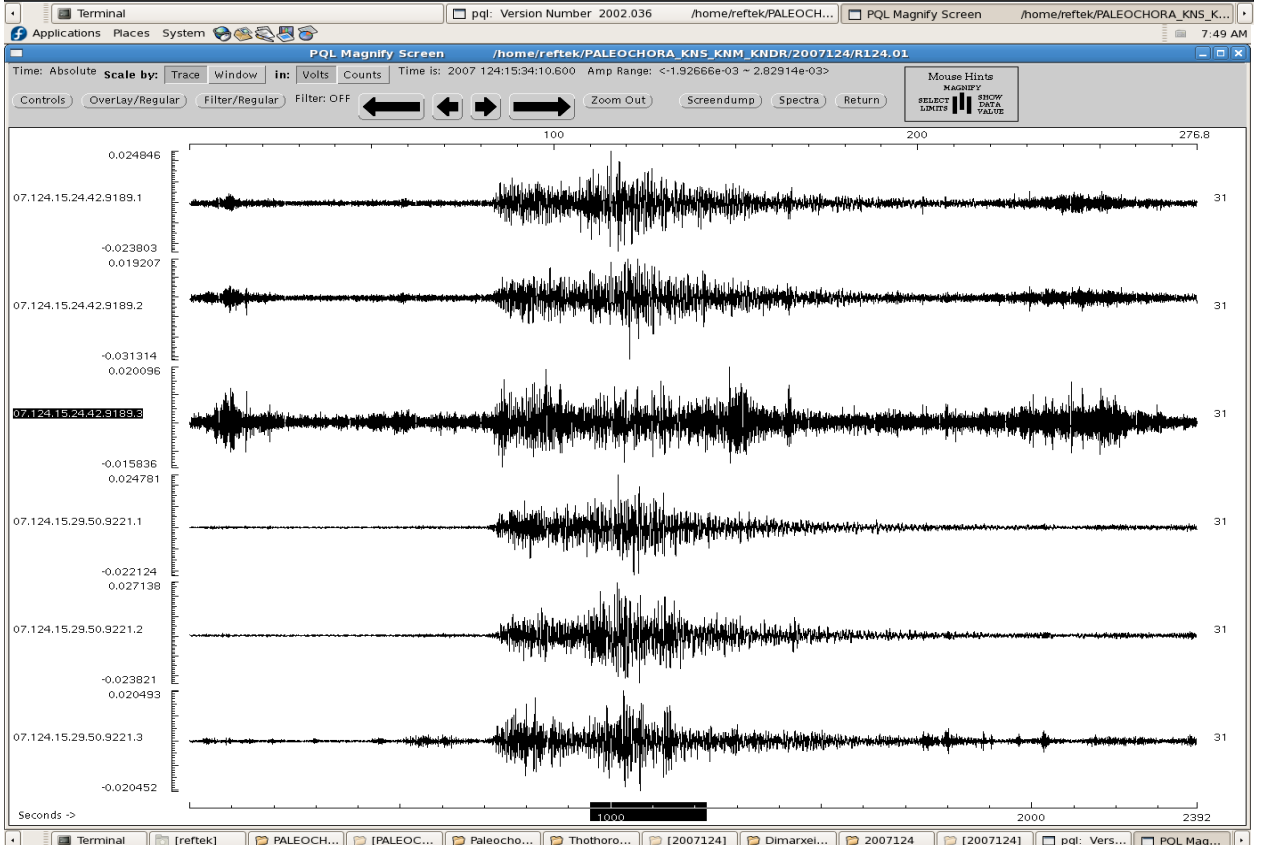 Terminal
pql: Version Number 2002.036 /home/reftek/PALEOCH...
PQL Magnify Screen /home/reftek/PALEOCHORA_KNS_K...
Applications Places System
7:49 AM
PQL Magnify Screen /home/reftek/PALEOCHORA_KNS_KNM_KNDR/2007124/R124.01
Time: Absolute Scale by: Trace Window in: Volts Counts Time is: 2007 124:15:34:10.600 Amp Range: <-1.92666e-03 ~ 2.82914e-03>
Controls OverLay/Regular Filter/Regular Filter: OFF Zoom Out Screendump Spectra Return
Mouse Hints
MAGNIFY
SELECT LIMITS
SHOW DATA VALUE
100 200 276.8
0.024846
07.124.15.24.42.9189.1 31
-0.023803
0.019207
07.124.15.24.42.9189.2 31
-0.031314
0.020096
07.124.15.24.42.9189.3 31
-0.015836
0.024781
07.124.15.29.50.9221.1 31
-0.022124
0.027138
07.124.15.29.50.9221.2 31
-0.023821
0.020493
07.124.15.29.50.9221.3 31
-0.020452
Seconds -> 1000 2000 2392
Terminal [reftek] PALEOCH... [PALEOC... Paleocho... Thothoro... [2007124] Dimarxei... 2007124 [2007124] pql: Vers... PQL Mag...